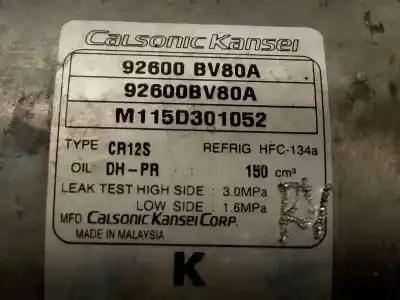 CALSONIC KANSEI
92600 BV80A
92600BV80A
M115D301052
TYPE CR12S REFRIG HFC-134a
OIL DH-PR : 150 cm³
LEAK TEST HIGH SIDE : 3.0MPa
LOW SIDE : 1.6MPa
MFD CALSONIC KANSEI CORP.
MADE IN MALAYSIA
K